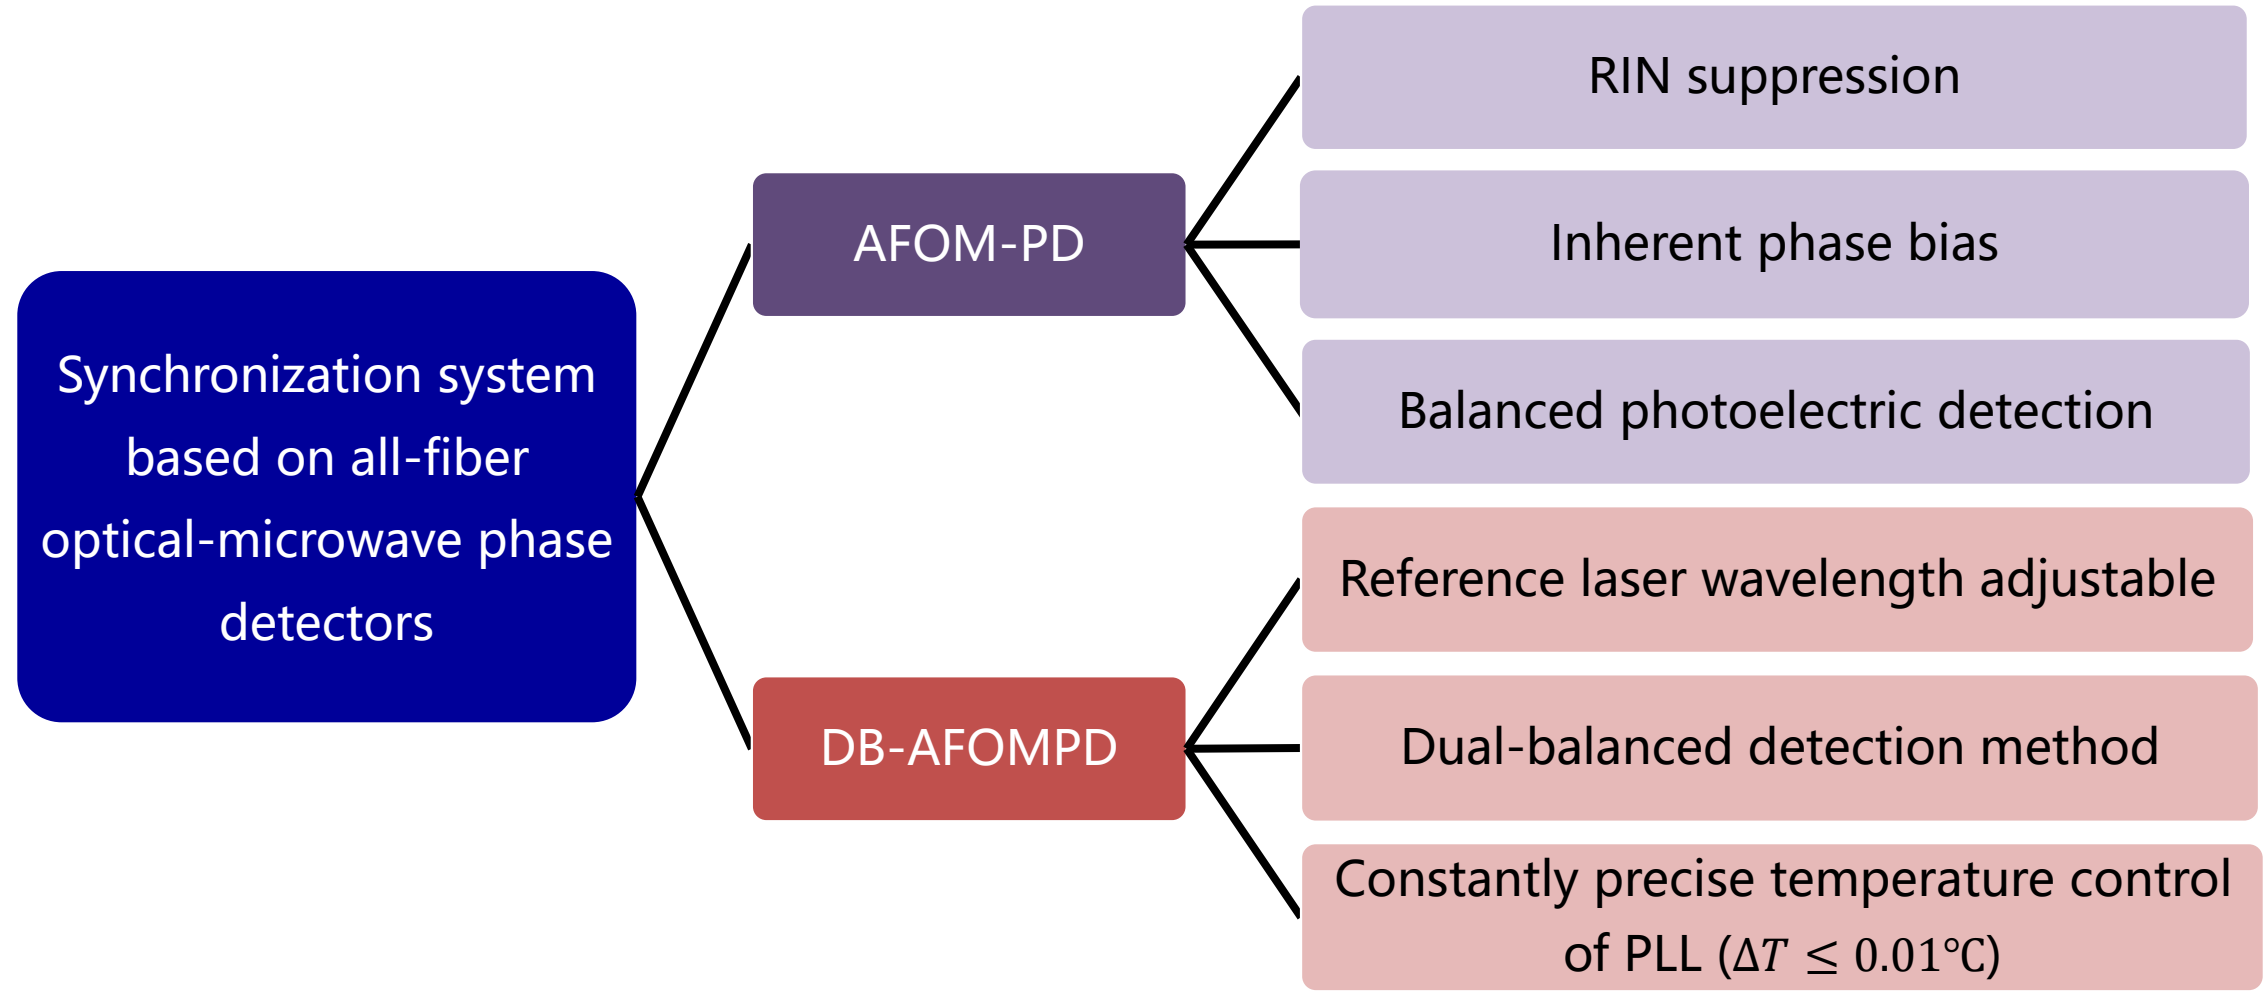 Synchronization system
based on all-fiber
optical-microwave phase
detectors
AFOM-PD
RIN suppression
Inherent phase bias
Balanced photoelectric detection
DB-AFOMPD
Reference laser wavelength adjustable
Dual-balanced detection method
Constantly precise temperature control
of PLL (Δ𝑇 ≤ 0.01℃)